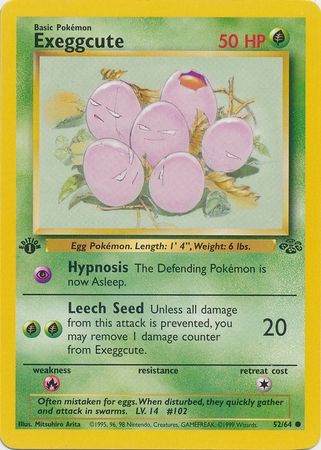 Basic Pokémon
Exeggcute 50 HP
EDITION
1
Egg Pokémon. Length: 1' 4", Weight: 6 lbs.
Hypnosis The Defending Pokémon is
now Asleep.
Leech Seed Unless all damage
from this attack is prevented, you
may remove 1 damage counter
from Exeggcute.
20
weakness resistance retreat cost
Often mistaken for eggs. When disturbed, they quickly gather
and attack in swarms. LV. 14 #102
Illus. Mitsuhiro Arita ©1995, 96, 98 Nintendo, Creatures, GAMEFREAK. ©1999 Wizards. 52/64